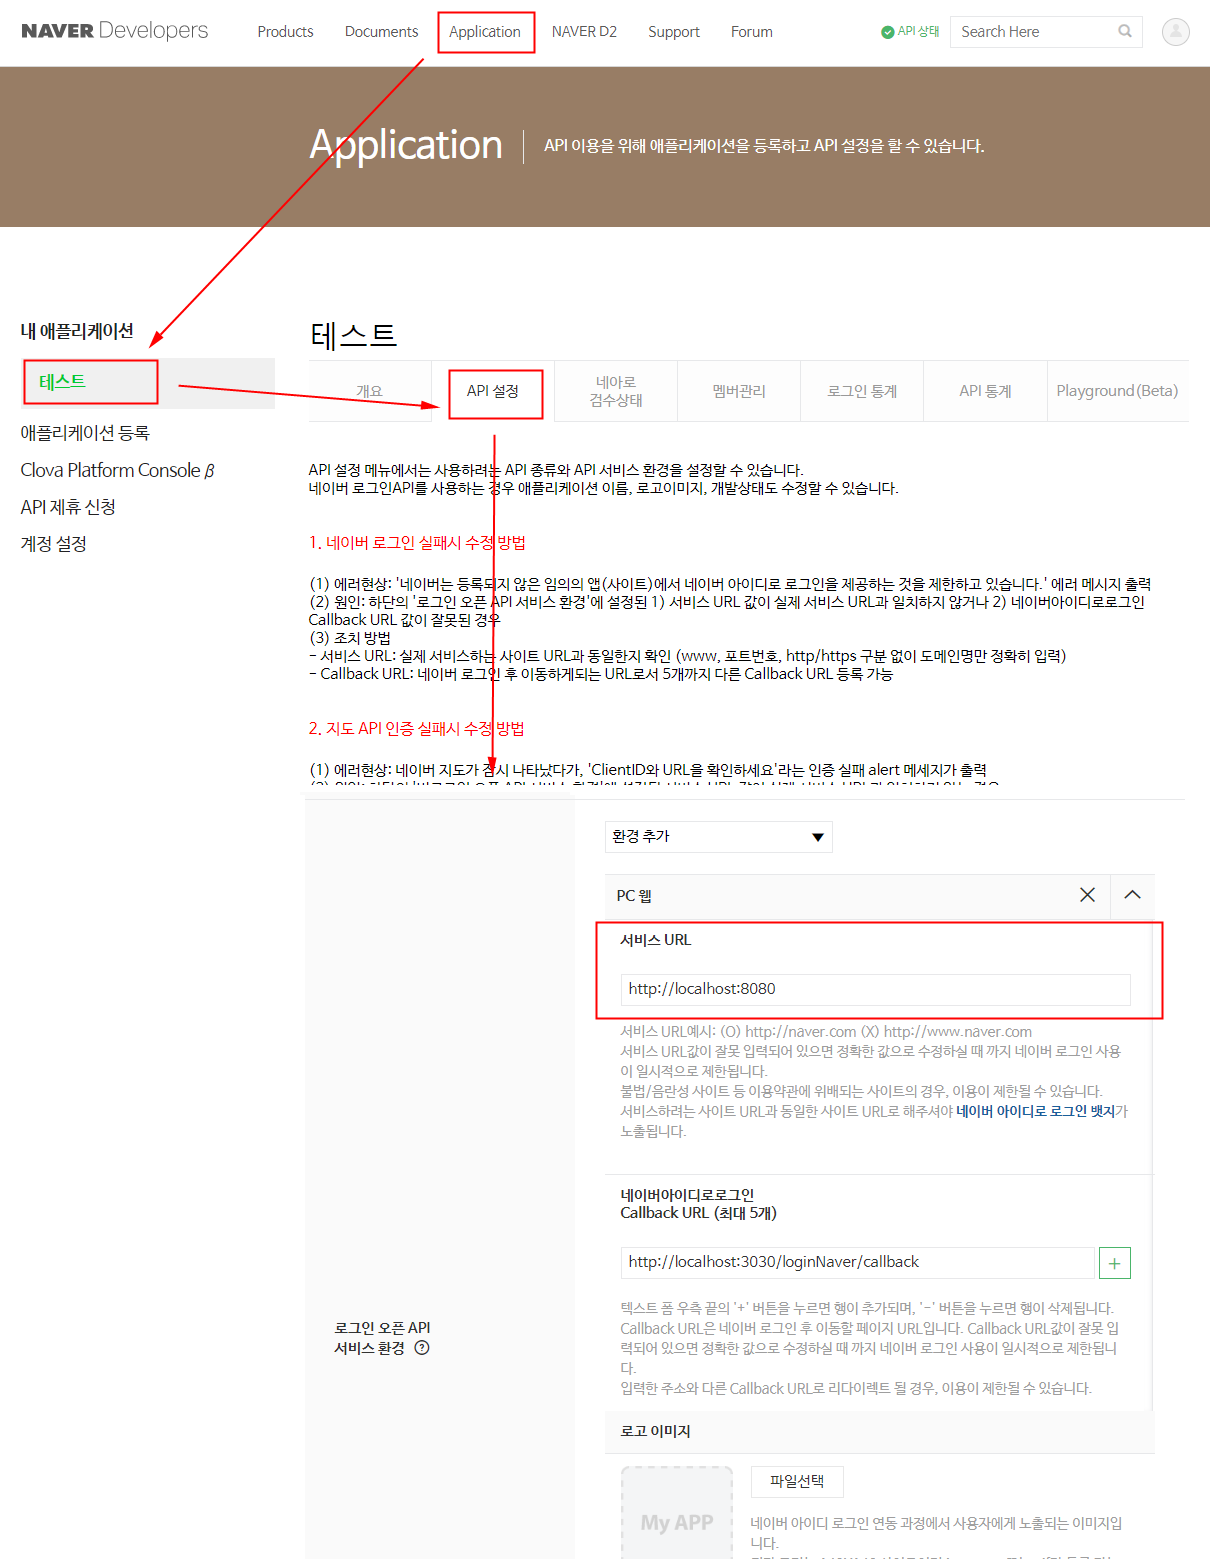 NAVER Developers
Products
Documents
Application
NAVER D2
Support
Forum
API 상태
Search Here
Application
API 이용을 위해 애플리케이션을 등록하고 API 설정을 할 수 있습니다.
내 애플리케이션
테스트
애플리케이션 등록
Clova Platform Console β
API 제휴 신청
계정 설정
테스트
개요
API 설정
네아로
검수상태
멤버관리
로그인 통계
API 통계
Playground(Beta)
API 설정 메뉴에서는 사용하려는 API 종류와 API 서비스 환경을 설정할 수 있습니다.
네이버 로그인API를 사용하는 경우 애플리케이션 이름, 로고이미지, 개발상태도 수정할 수 있습니다.
1. 네이버 로그인 실패시 수정 방법
(1) 에러현상: '네이버는 등록되지 않은 임의의 앱(사이트)에서 네이버 아이디로 로그인을 제공하는 것을 제한하고 있습니다.' 에러 메시지 출력
(2) 원인: 하단의 '로그인 오픈 API 서비스 환경'에 설정된 1) 서비스 URL 값이 실제 서비스 URL과 일치하지 않거나 2) 네이버아이디로로그인
Callback URL 값이 잘못된 경우
(3) 조치 방법
- 서비스 URL: 실제 서비스하는 사이트 URL과 동일한지 확인 (www, 포트번호, http/https 구분 없이 도메인명만 정확히 입력)
- Callback URL: 네이버 로그인 후 이동하게되는 URL로서 5개까지 다른 Callback URL 등록 가능
2. 지도 API 인증 실패시 수정 방법
(1) 에러현상: 네이버 지도가 잠시 나타났다가, 'ClientID와 URL을 확인하세요'라는 인증 실패 alert 메세지가 출력
환경 추가
PC 웹
서비스 URL
http://localhost:8080
서비스 URL예시: (O) http://naver.com (X) http://www.naver.com
서비스 URL값이 잘못 입력되어 있으면 정확한 값으로 수정하실 때 까지 네이버 로그인 사용
이 일시적으로 제한됩니다.
불법/음란성 사이트 등 이용약관에 위배되는 사이트의 경우, 이용이 제한될 수 있습니다.
서비스하려는 사이트 URL과 동일한 사이트 URL로 해주셔야 네이버 아이디로 로그인 뱃지가
노출됩니다.
네이버아이디로로그인
Callback URL (최대 5개)
http://localhost:3030/loginNaver/callback
+
텍스트 폼 우측 끝의 '+' 버튼을 누르면 행이 추가되며, '-' 버튼을 누르면 행이 삭제됩니다.
Callback URL은 네이버 로그인 후 이동할 페이지 URL입니다. Callback URL값이 잘못 입
력되어 있으면 정확한 값으로 수정하실 때 까지 네이버 로그인 사용이 일시적으로 제한됩니
다.
입력한 주소와 다른 Callback URL로 리다이렉트 될 경우, 이용이 제한될 수 있습니다.
로그인 오픈 API
서비스 환경 ?
로고 이미지
My APP
파일선택
네이버 아이디 로그인 연동 과정에서 사용자에게 노출되는 이미지입
니다.